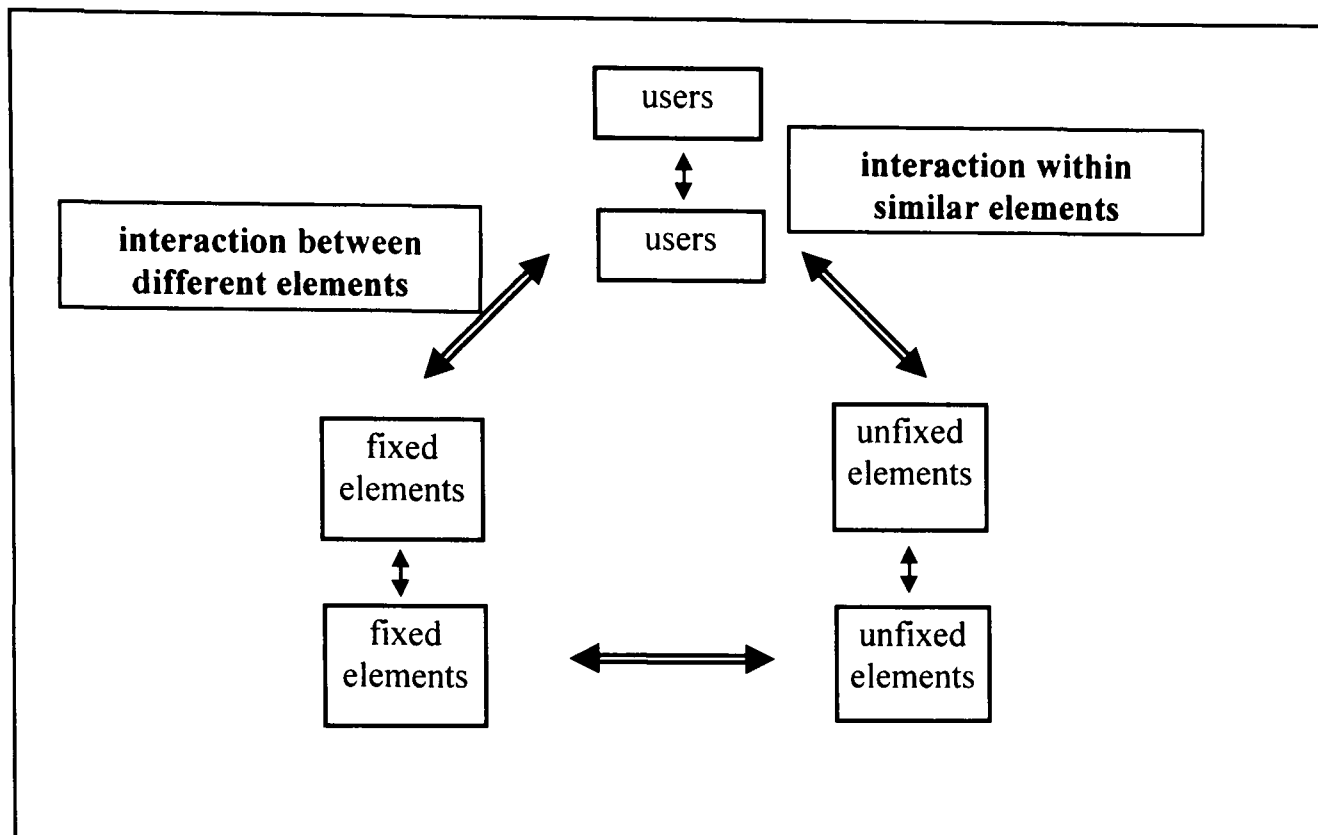 users
interaction within
similar elements
users
interaction between
different elements
fixed
elements
unfixed
elements
fixed
elements
unfixed
elements